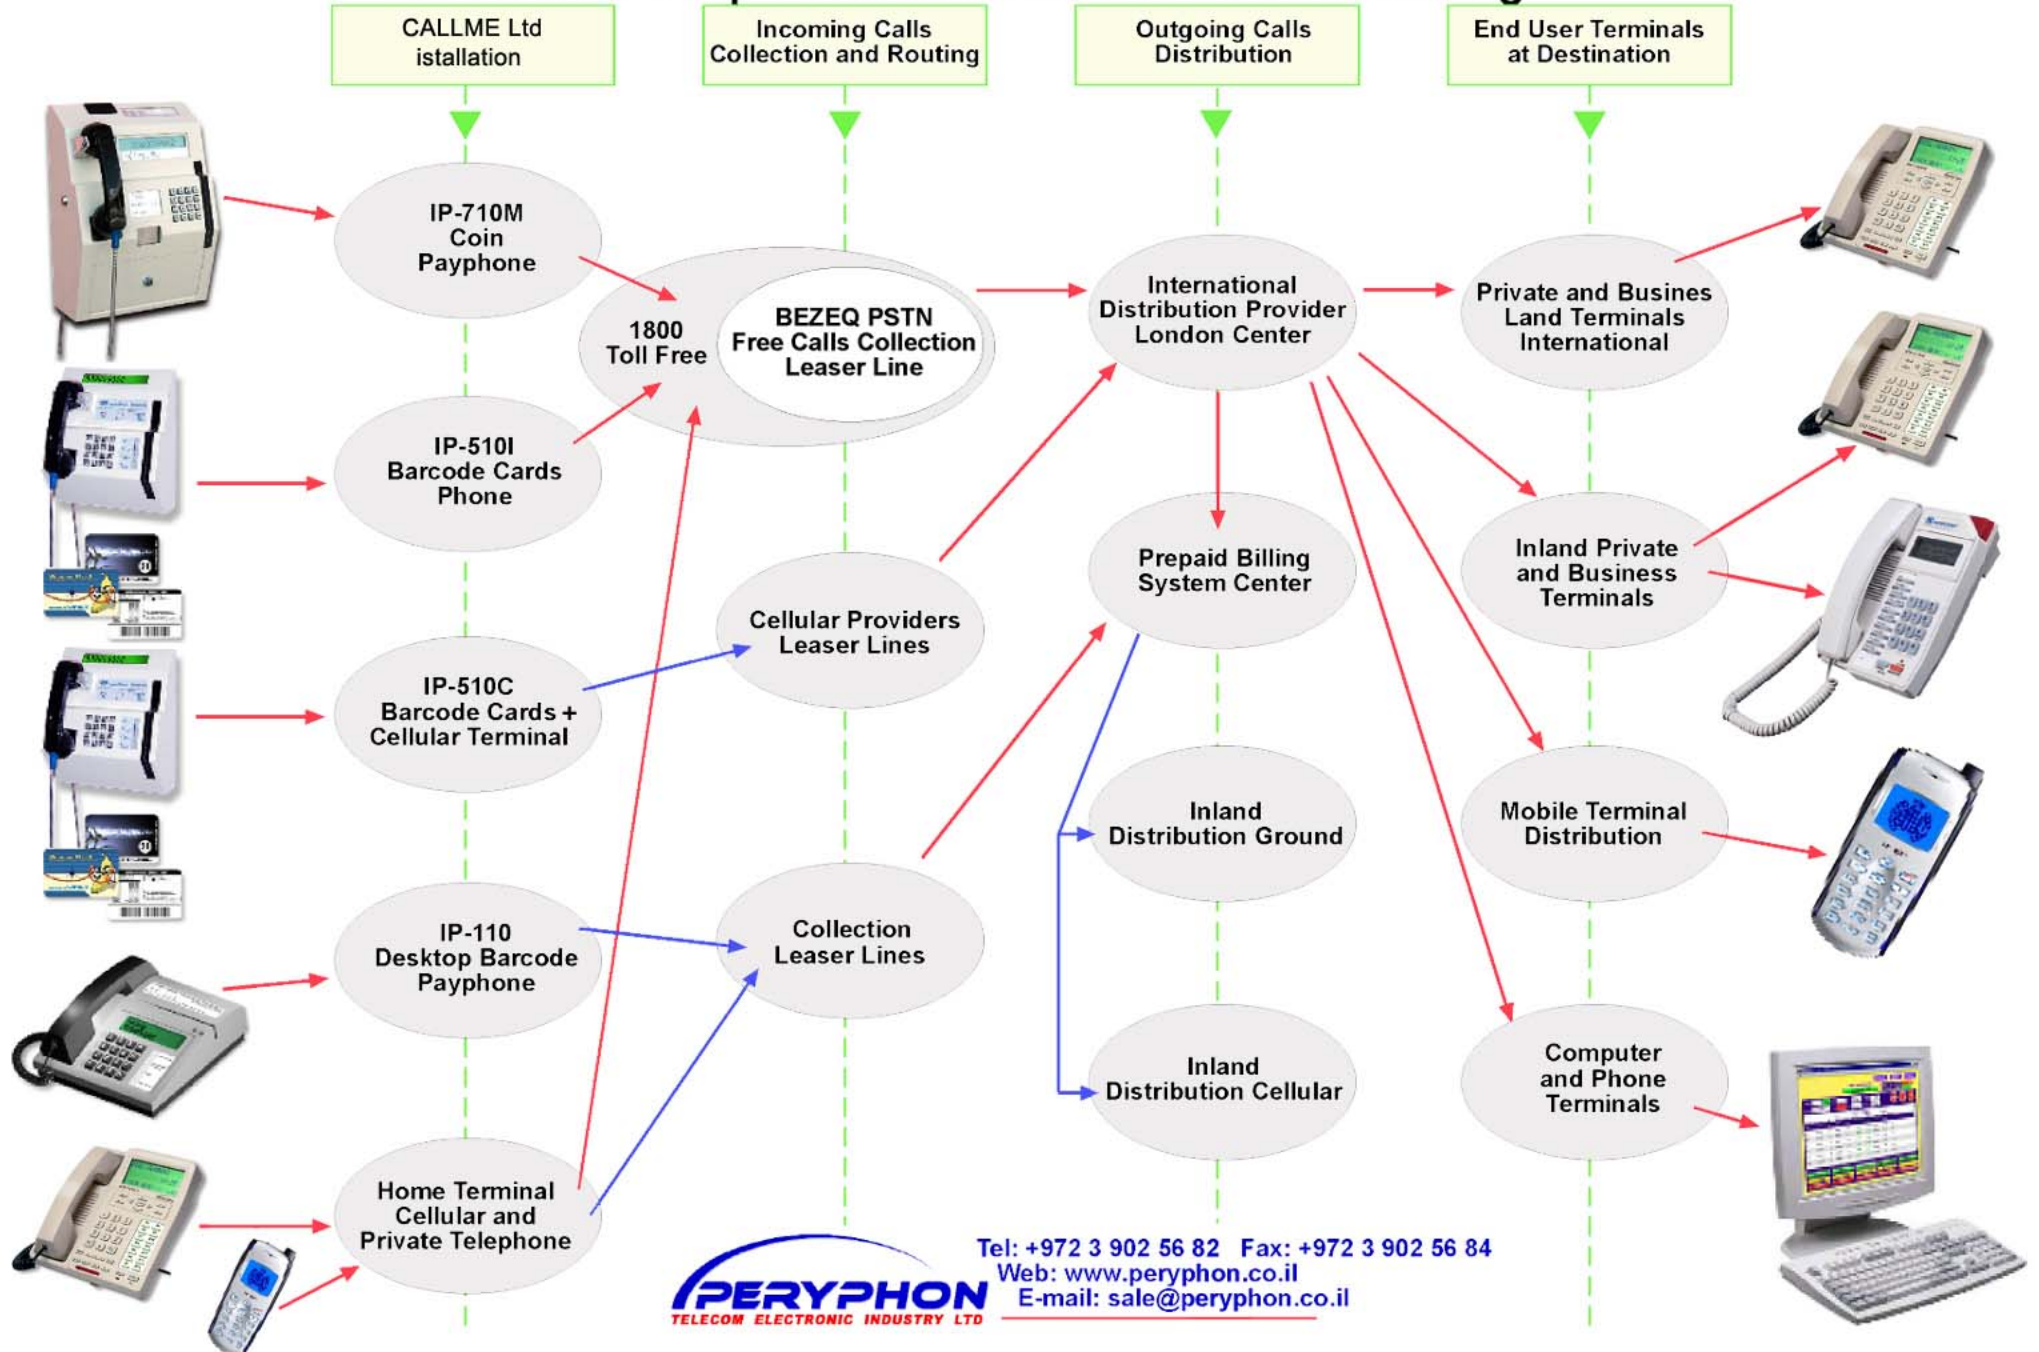 CALLME Ltd
istallation
Incoming Calls
Collection and Routing
Outgoing Calls
Distribution
End User Terminals
at Destination
IP-710M
Coin
Payphone
IP-510I
Barcode Cards
Phone
IP-510C
Barcode Cards +
Cellular Terminal
IP-110
Desktop Barcode
Payphone
Home Terminal
Cellular and
Private Telephone
1800
Toll Free
BEZEQ PSTN
Free Calls Collection
Leaser Line
Cellular Providers
Leaser Lines
Collection
Leaser Lines
International
Distribution Provider
London Center
Prepaid Billing
System Center
Inland
Distribution Ground
Inland
Distribution Cellular
Private and Busines
Land Terminals
International
Inland Private
and Business
Terminals
Mobile Terminal
Distribution
Computer
and Phone
Terminals
PERYPHON
TELECOM ELECTRONIC INDUSTRY LTD
Tel: +972 3 902 56 82 Fax: +972 3 902 56 84
Web: www.peryphon.co.il
E-mail: sale@peryphon.co.il